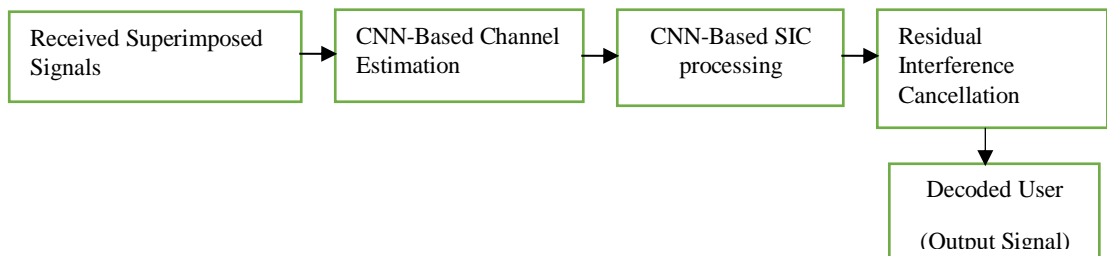 Received Superimposed
Signals
CNN-Based Channel
Estimation
CNN-Based SIC
processing
Residual
Interference
Cancellation
Decoded User
(Output Signal)